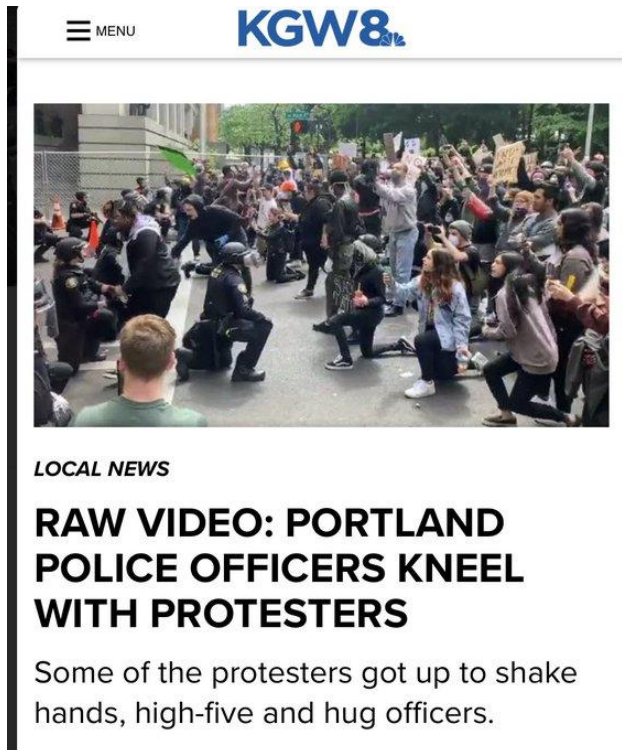 MENU
KGW8
LOCAL NEWS
RAW VIDEO: PORTLAND
POLICE OFFICERS KNEEL
WITH PROTESTERS
Some of the protesters got up to shake
hands, high-five and hug officers.